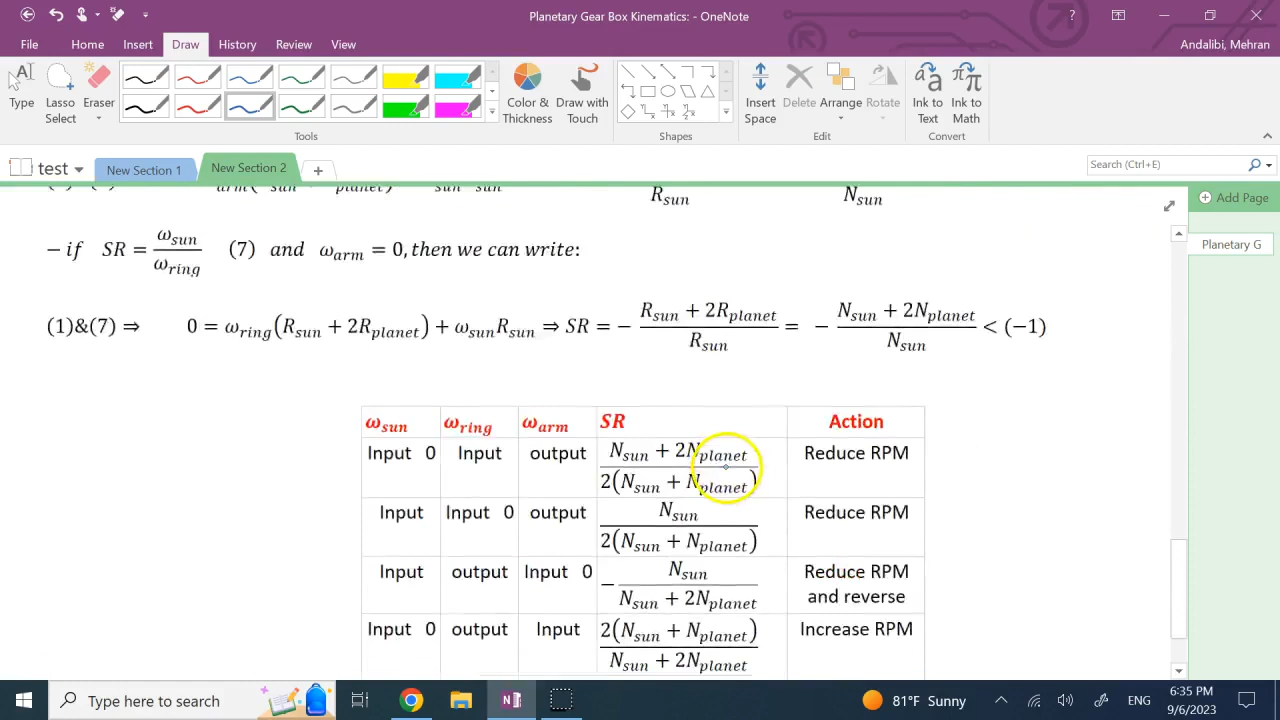 Planetary Gear Box Kinematics: - OneNote
?
File Home Insert Draw History Review View
Andalibi, Mehran
Type
Lasso Select
Eraser
Color & Thickness
Draw with Touch
Insert Space
Delete
Arrange
Rotate
Ink to Text
Ink to Math
Tools
Shapes
Edit
Convert
test
New Section 1
New Section 2
+
Search (Ctrl+E)
Add Page
Planetary G
R_sun N_sun
− if SR = ω_sun / ω_ring (7) and ω_arm = 0, then we can write:
(1)&(7) ⇒ 0 = ω_ring(R_sun + 2R_planet) + ω_sun R_sun ⇒ SR = − (R_sun + 2R_planet) / R_sun = − (N_sun + 2N_planet) / N_sun < (−1)
ω_sun ω_ring ω_arm SR Action
Input 0 Input output (N_sun + 2N_planet) / 2(N_sun + N_planet) Reduce RPM
Input Input 0 output N_sun / 2(N_sun + N_planet) Reduce RPM
Input output Input 0 − N_sun / (N_sun + 2N_planet) Reduce RPM and reverse
Input 0 output Input 2(N_sun + N_planet) / (N_sun + 2N_planet) Increase RPM
Type here to search
81°F Sunny
ENG
6:35 PM
9/6/2023